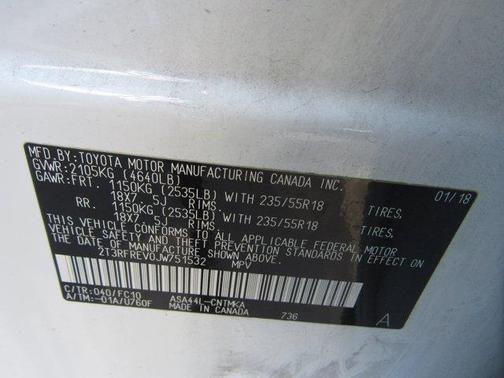 MFD. BY: TOYOTA MOTOR MANUFACTURING CANADA INC. 01/18
GVWR: 2105KG (4640LB)
GAWR: FRT. 1150KG (2535LB) WITH 235/55R18 TIRES,
18X7.5J RIMS.
RR. 1150KG (2535LB) WITH 235/55R18 TIRES,
18X7.5J RIMS.
THIS VEHICLE CONFORMS TO ALL APPLICABLE FEDERAL MOTOR
VEHICLE SAFETY AND THEFT PREVENTION STANDARDS IN EFFECT ON
THE DATE OF MANUFACTURE SHOWN ABOVE.
2T3RFREV0JW751532 MPV
C/TR: 040/FC10 ASA44L-CNTMKA
A/TM: -01A/U760F MADE IN CANADA 736 A